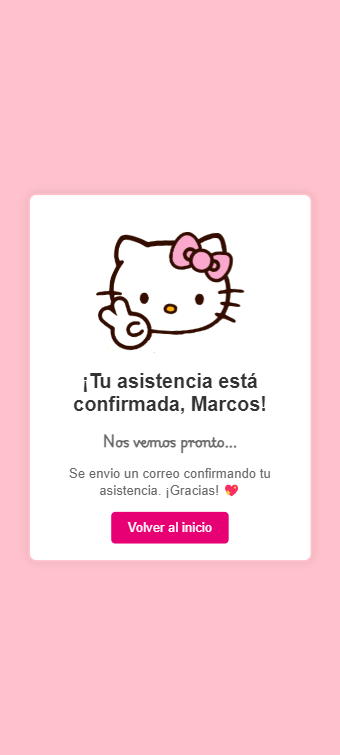 ¡Tu asistencia está
confirmada, Marcos!
Nos vemos pronto...
Se envio un correo confirmando tu
asistencia. ¡Gracias! 💖
Volver al inicio